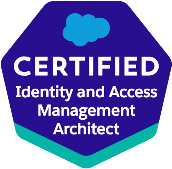 CERTIFIED
Identity and Access
Management
Architect